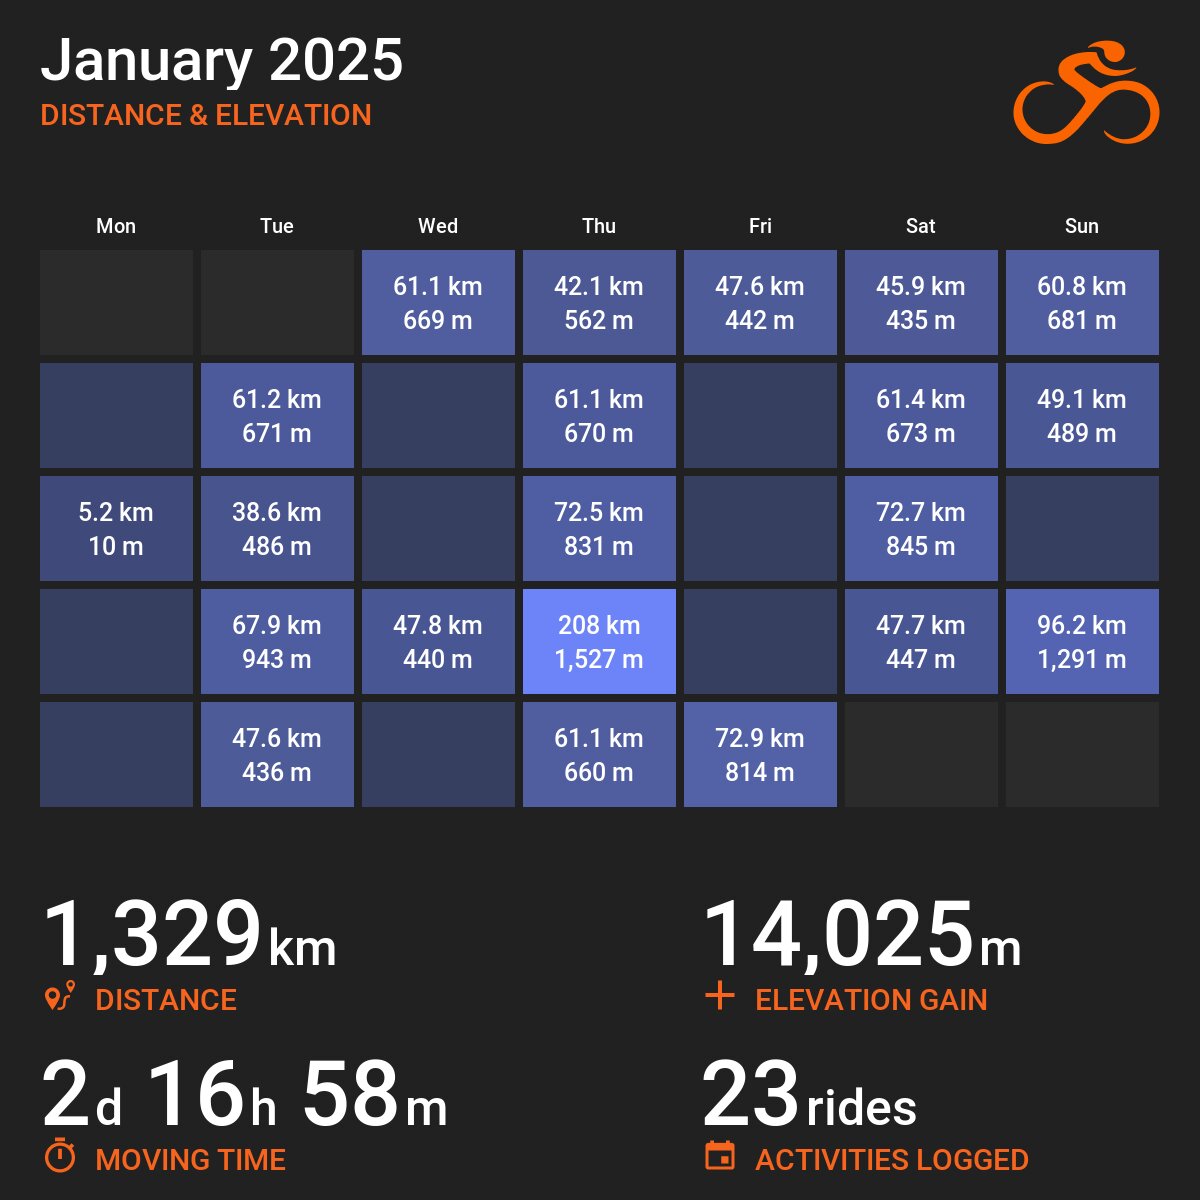 January 2025
DISTANCE & ELEVATION
Mon Tue Wed Thu Fri Sat Sun
61.1 km 42.1 km 47.6 km 45.9 km 60.8 km
669 m 562 m 442 m 435 m 681 m
61.2 km 61.1 km 61.4 km 49.1 km
671 m 670 m 673 m 489 m
5.2 km 38.6 km 72.5 km 72.7 km
10 m 486 m 831 m 845 m
67.9 km 47.8 km 208 km 47.7 km 96.2 km
943 m 440 m 1,527 m 447 m 1,291 m
47.6 km 61.1 km 72.9 km
436 m 660 m 814 m
1,329 km 14,025 m
DISTANCE ELEVATION GAIN
2d 16h 58m 23 rides
MOVING TIME ACTIVITIES LOGGED